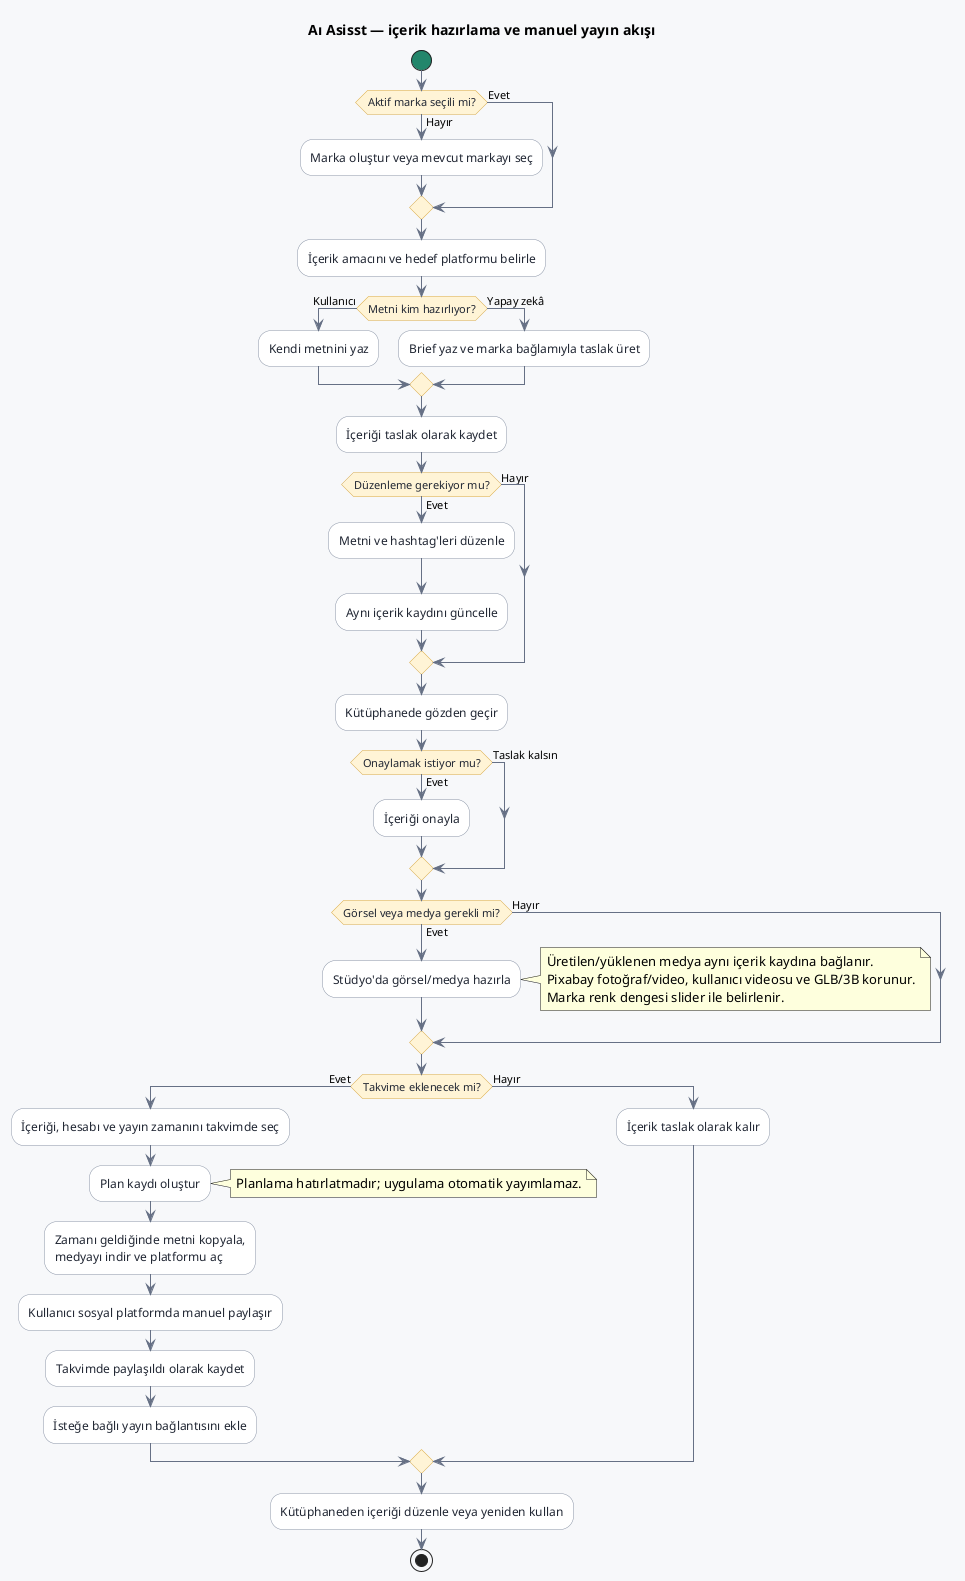 Aı Asisst — içerik hazırlama ve manuel yayın akışı
Aktif marka seçili mi?
Evet
Hayır
Marka oluştur veya mevcut markayı seç
İçerik amacını ve hedef platformu belirle
Kullanıcı
Metni kim hazırlıyor?
Yapay zekâ
Kendi metnini yaz
Brief yaz ve marka bağlamıyla taslak üret
İçeriği taslak olarak kaydet
Düzenleme gerekiyor mu?
Hayır
Evet
Metni ve hashtag'leri düzenle
Aynı içerik kaydını güncelle
Kütüphanede gözden geçir
Onaylamak istiyor mu?
Taslak kalsın
Evet
İçeriği onayla
Görsel veya medya gerekli mi?
Hayır
Evet
Stüdyo'da görsel/medya hazırla
Üretilen/yüklenen medya aynı içerik kaydına bağlanır.
Pixabay fotoğraf/video, kullanıcı videosu ve GLB/3B korunur.
Marka renk dengesi slider ile belirlenir.
Evet
Takvime eklenecek mi?
Hayır
İçeriği, hesabı ve yayın zamanını takvimde seç
İçerik taslak olarak kalır
Plan kaydı oluştur
Planlama hatırlatmadır; uygulama otomatik yayımlamaz.
Zamanı geldiğinde metni kopyala,
medyayı indir ve platformu aç
Kullanıcı sosyal platformda manuel paylaşır
Takvimde paylaşıldı olarak kaydet
İsteğe bağlı yayın bağlantısını ekle
Kütüphaneden içeriği düzenle veya yeniden kullan